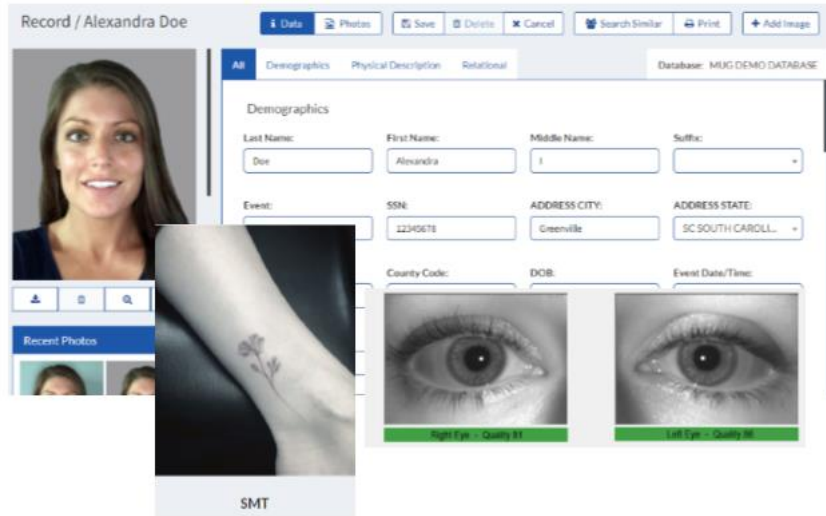 Record / Alexandra Doe
Data Photos Save Delete Cancel Search Similar Print Add Image
All Demographics Physical Description Relational Database: MUG DEMO DATABASE
Demographics
Last Name: First Name: Middle Name: Suffix:
Doe Alexandra I
Event: SSN: ADDRESS CITY: ADDRESS STATE:
12345678 Greenville SC SOUTH CAROLI...
County Code: DOB: Event Date/Time:
Recent Photos
Right Eye - Quality 81 Left Eye - Quality
SMT